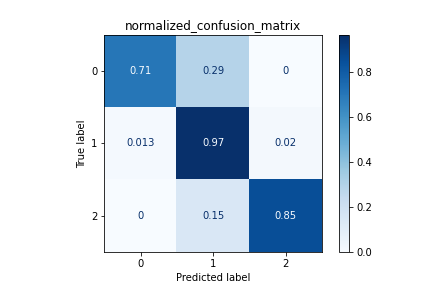 normalized_confusion_matrix
0 0.71 0.29 0
1 0.013 0.97 0.02
2 0 0.15 0.85
0 1 2
Predicted label
True label
0.8
0.6
0.4
0.2
0.0